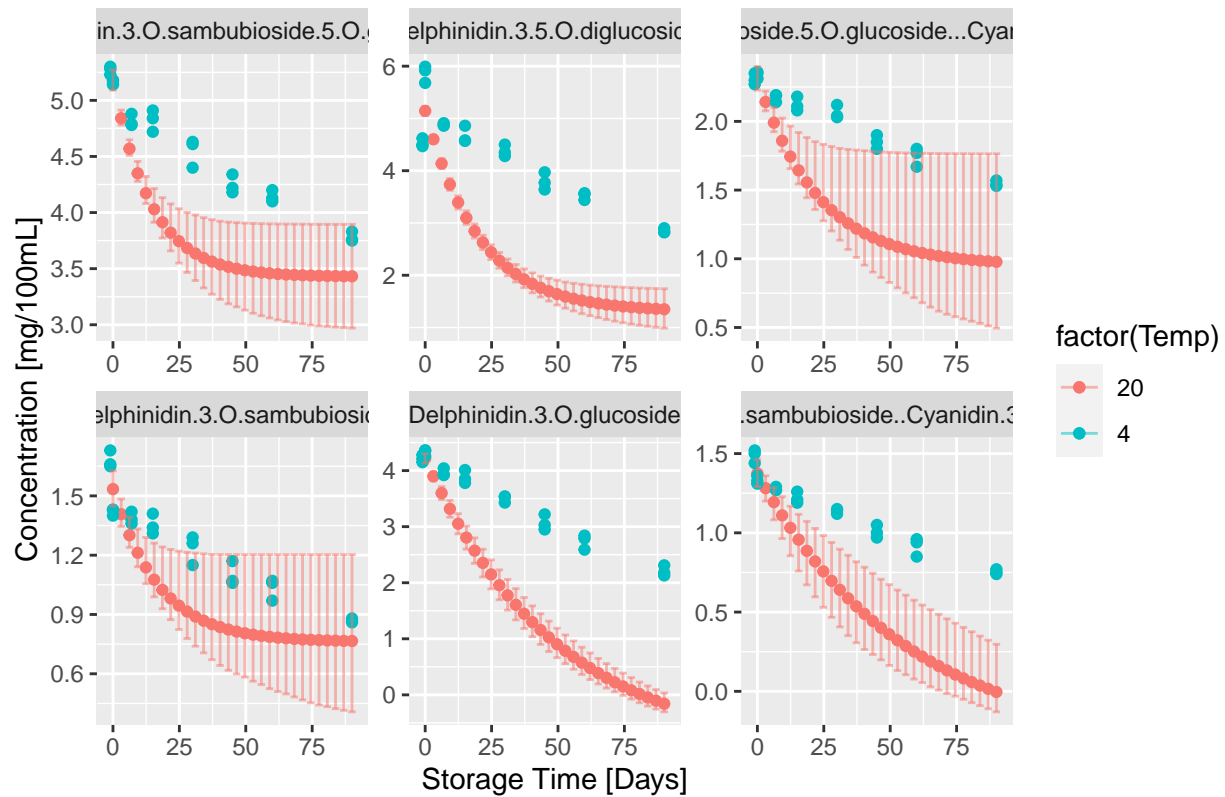 in.3.O.sambubioside.5.O.g
elphinidin.3.5.O.diglucosid
oside.5.O.glucoside...Cyan
5.0
4.5
4.0
3.5
3.0
0 25 50 75
6
4
2
0 25 50 75
2.0
1.5
1.0
0.5
0 25 50 75
elphinidin.3.O.sambubiosid
Delphinidin.3.O.glucoside
.sambubioside..Cyanidin.3
1.5
1.2
0.9
0.6
0 25 50 75
4
3
2
1
0
0 25 50 75
1.5
1.0
0.5
0.0
0 25 50 75
Concentration [mg/100mL]
Storage Time [Days]
factor(Temp)
20
4